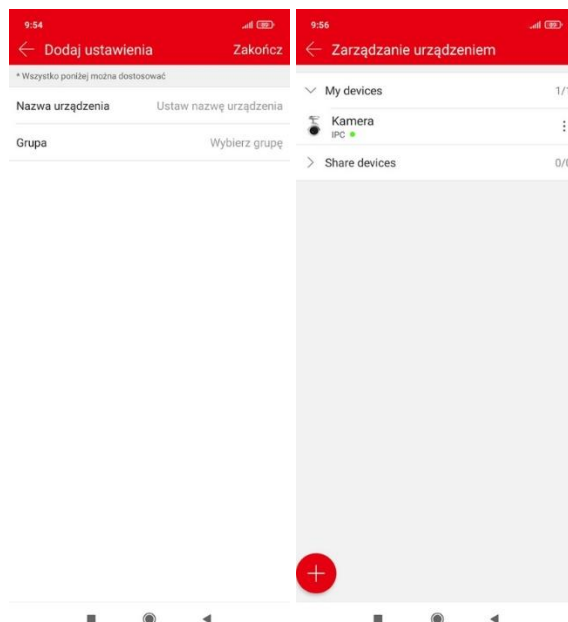 9:54
Dodaj ustawienia
Zakończ
* Wszystko poniżej można dostosować
Nazwa urządzenia
Ustaw nazwę urządzenia
Grupa
Wybierz grupę
9:56
Zarządzanie urządzeniem
My devices
Kamera
IPC
Share devices